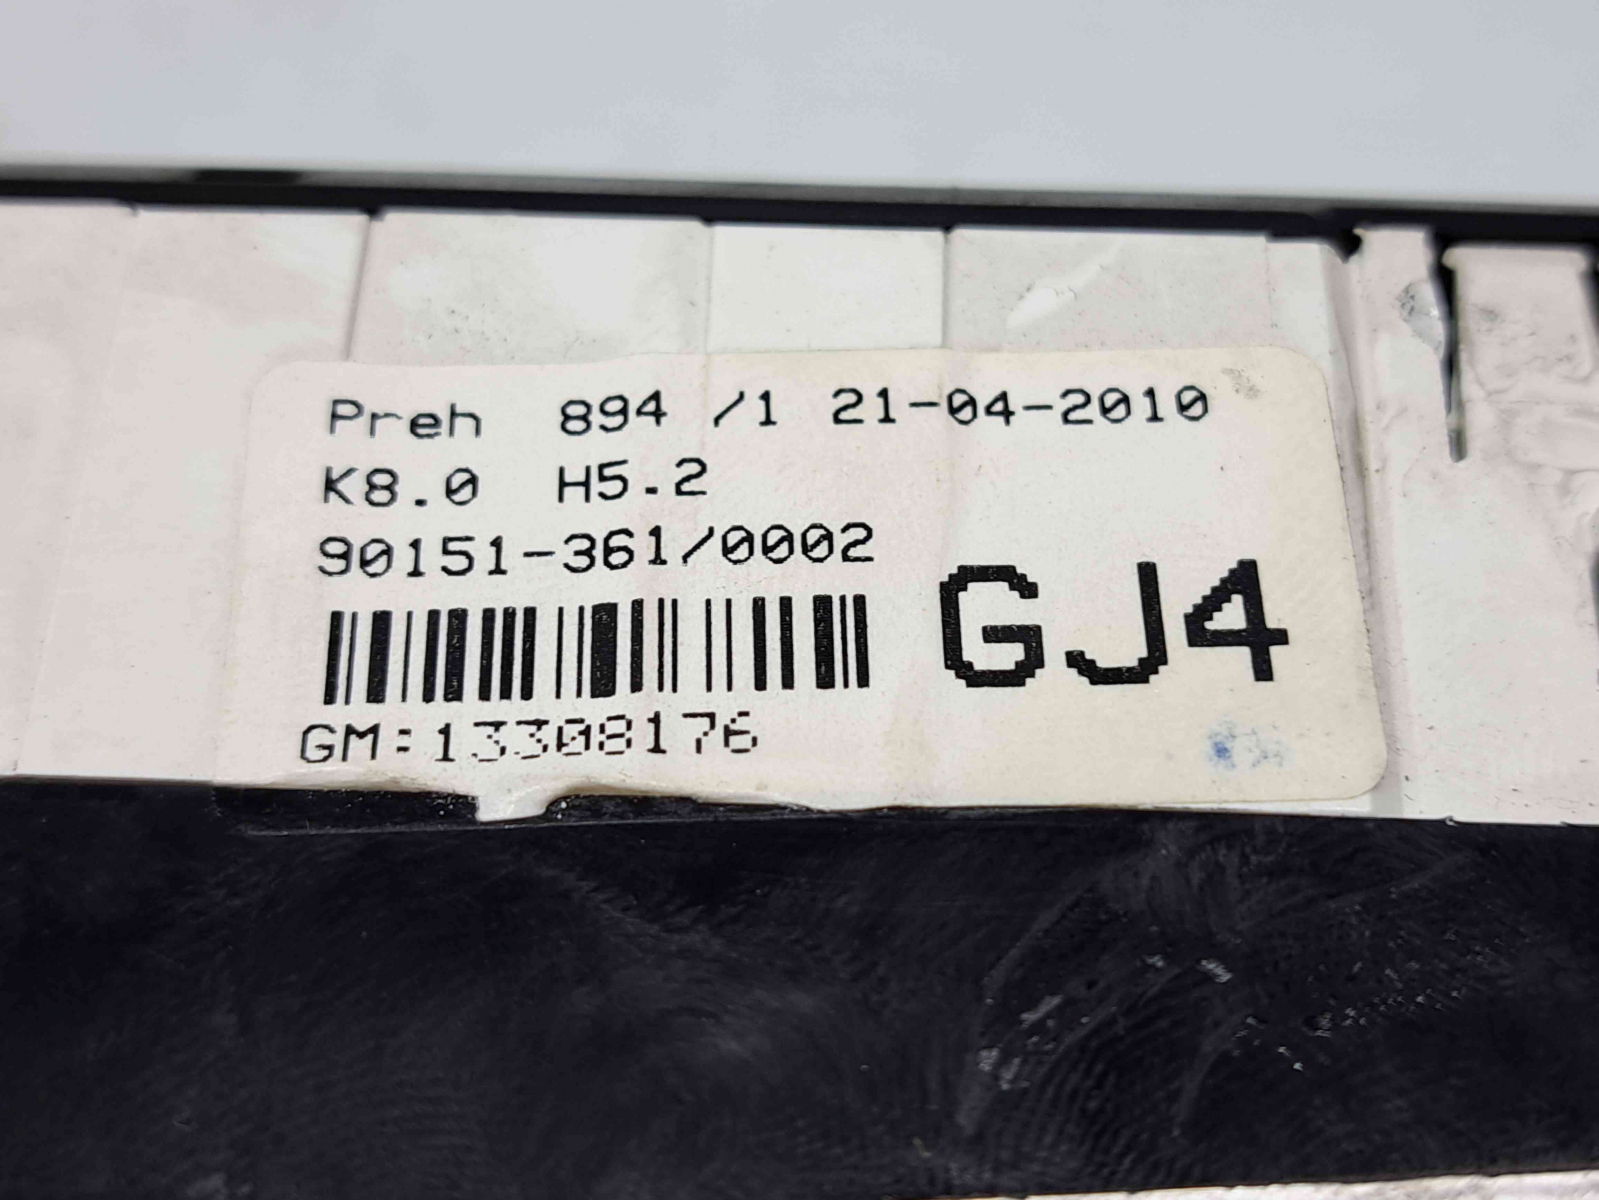 Preh 894 /1 21-04-2010
K8.0 H5.2
90151-361/0002
GJ4
GM:13308176